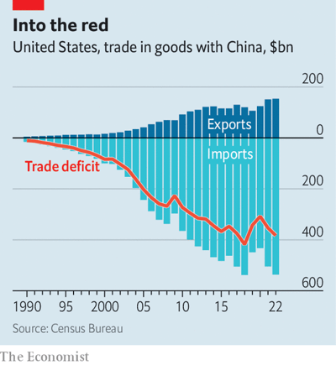 Into the red
United States, trade in goods with China, $bn
200
Exports
0
Imports
Trade deficit
200
400
600
1990 95 2000 05 10 15 22
Source: Census Bureau
The Economist